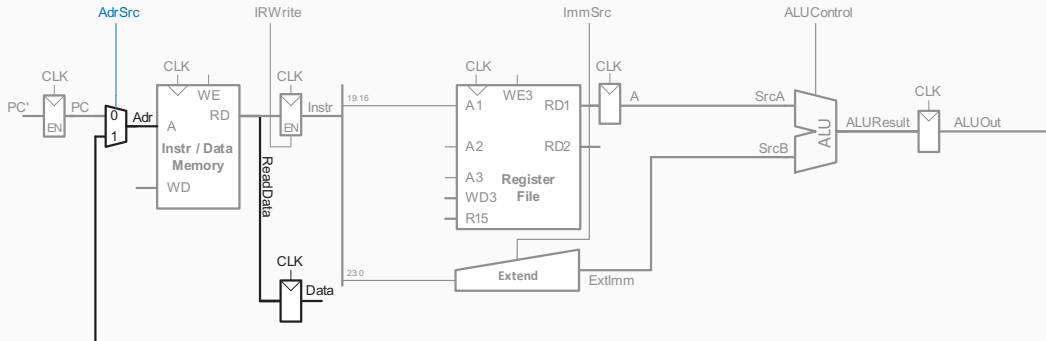 AdrSrc IRWrite ImmSrc ALUControl
CLK CLK CLK CLK CLK CLK
PC' PC EN
0
1
Adr
WE
RD
A
Instr / Data
Memory
WD
EN
Instr
19:16
A1 WE3 RD1
A
SrcA
A2 RD2
A3
WD3
R15
Register
File
SrcB
ALU
ALUResult
ALUOut
ReadData
23:0
Extend
ExtImm
CLK
Data